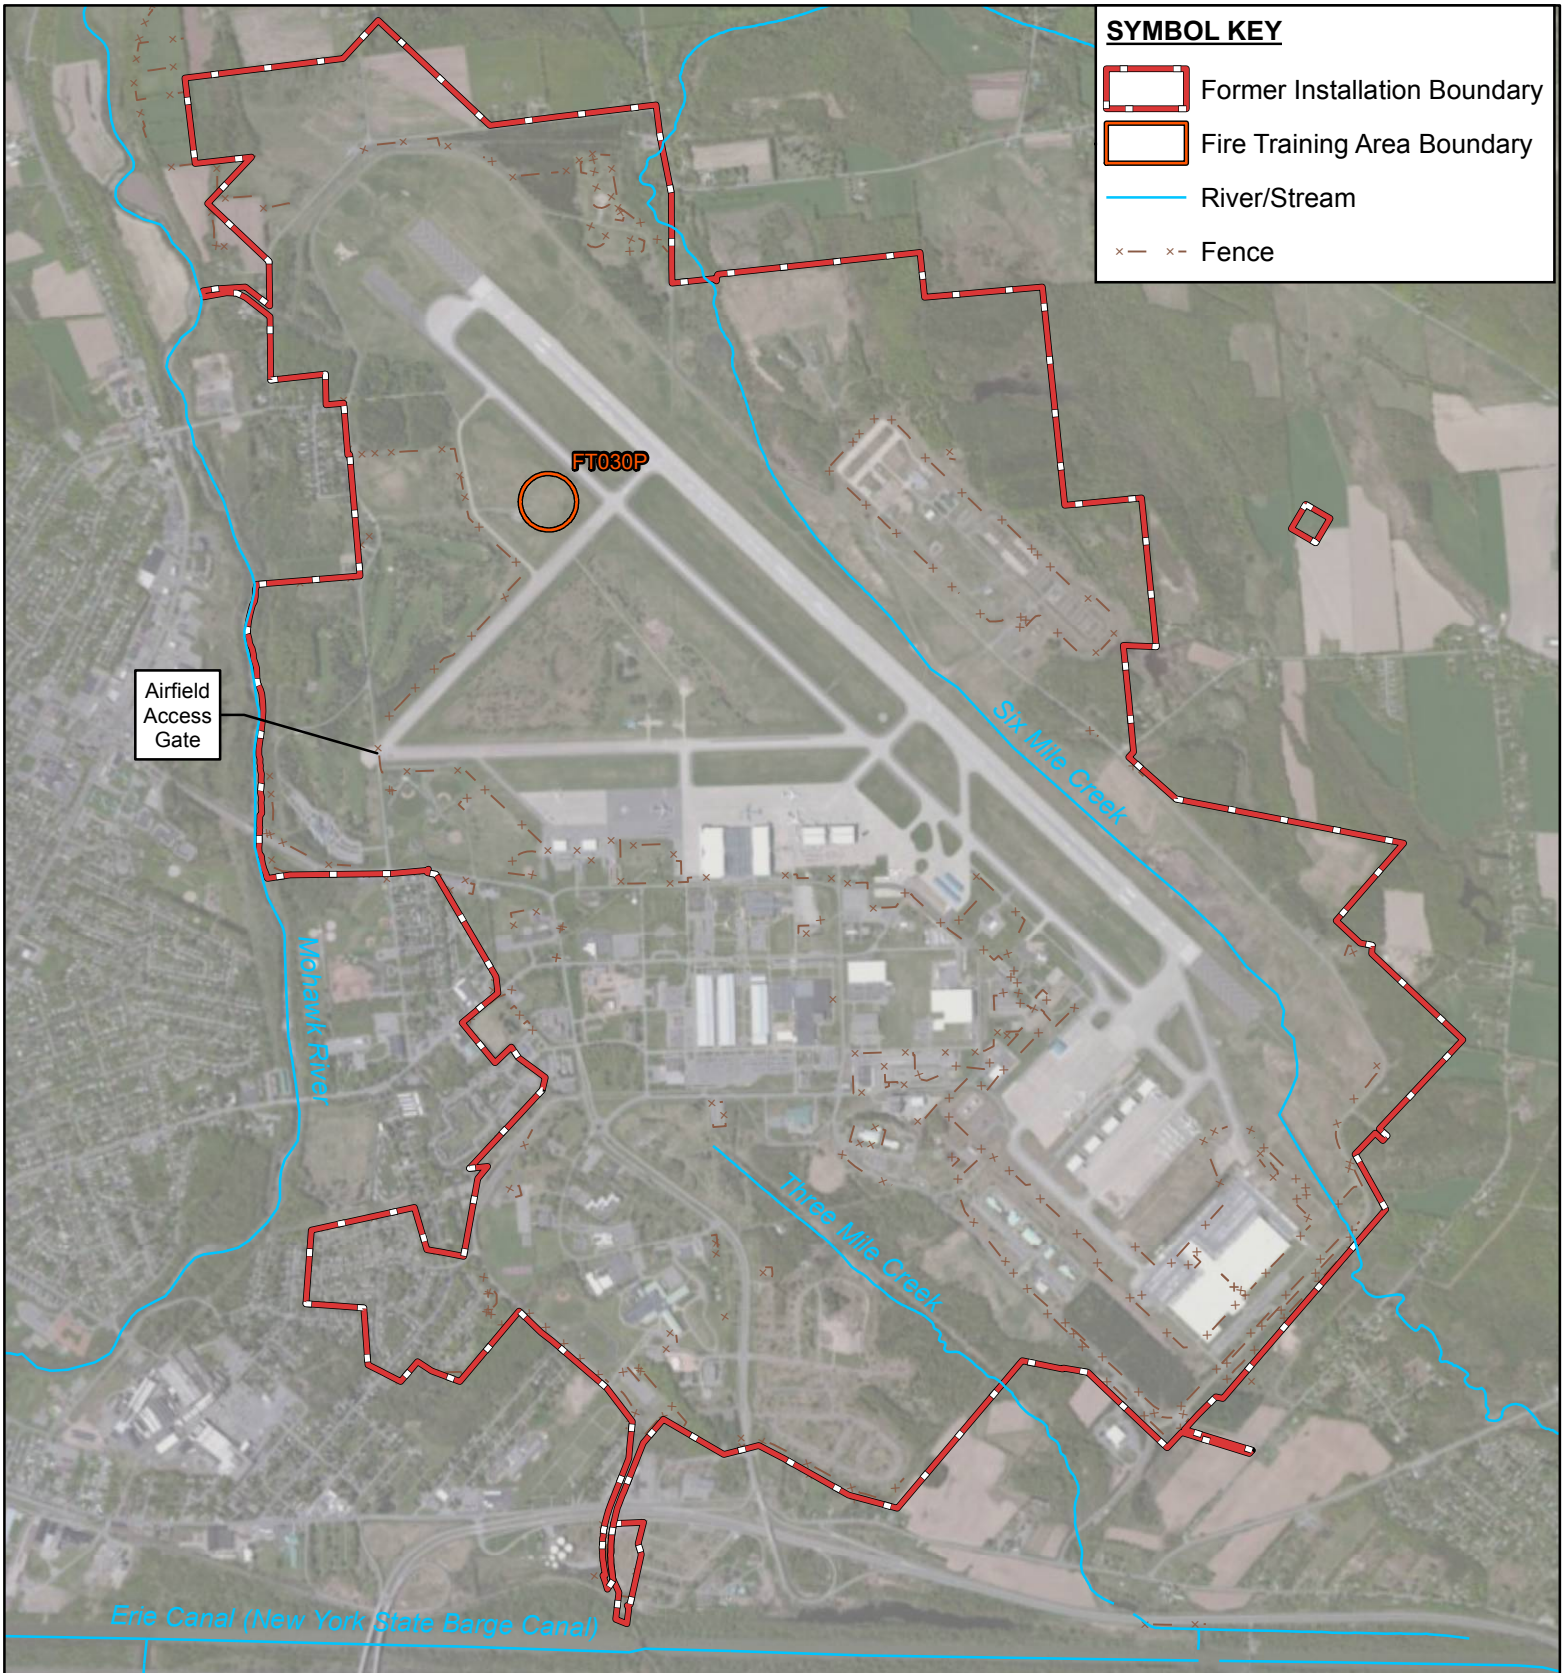 SYMBOL KEY
Former Installation Boundary
Fire Training Area Boundary
River/Stream
Fence
FT030P
Airfield
Access
Gate
Six Mile Creek
Mohawk River
Three Mile Creek
Erie Canal (New York State Barge Canal)